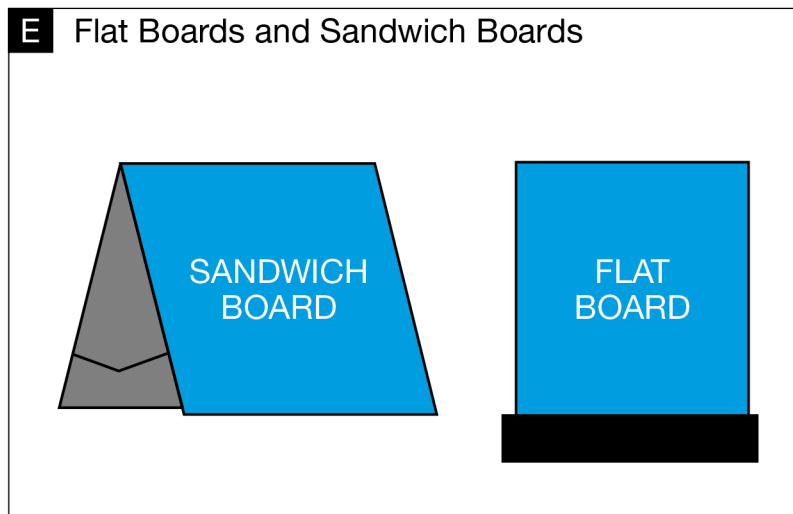 E Flat Boards and Sandwich Boards
SANDWICH
BOARD
FLAT
BOARD